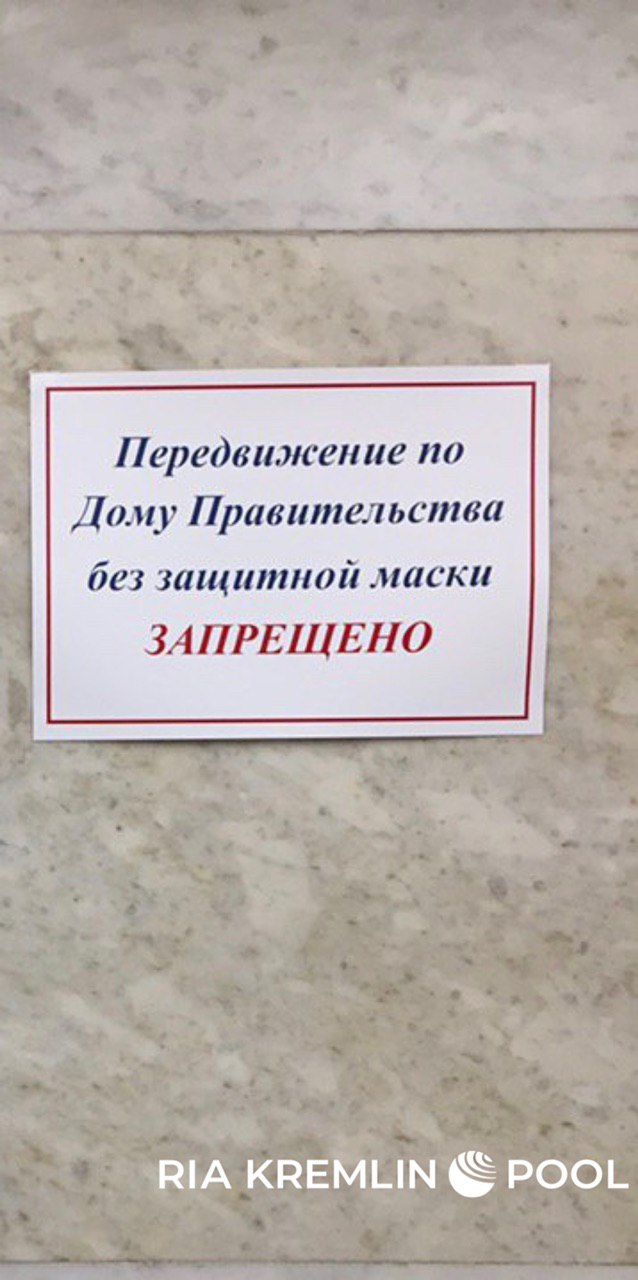 Передвижение по
Дому Правительства
без защитной маски
ЗАПРЕЩЕНО
RIA KREMLIN POOL